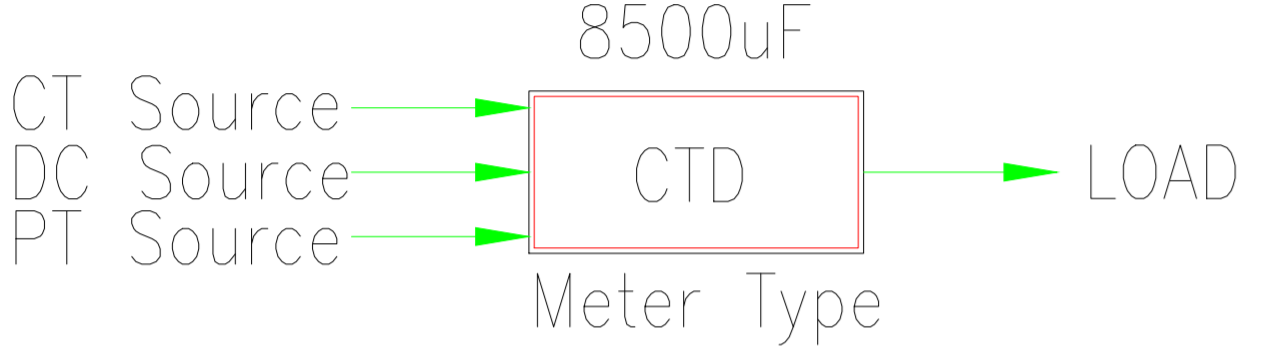 8500uF
CT Source
DC Source
PT Source
CTD
LOAD
Meter Type